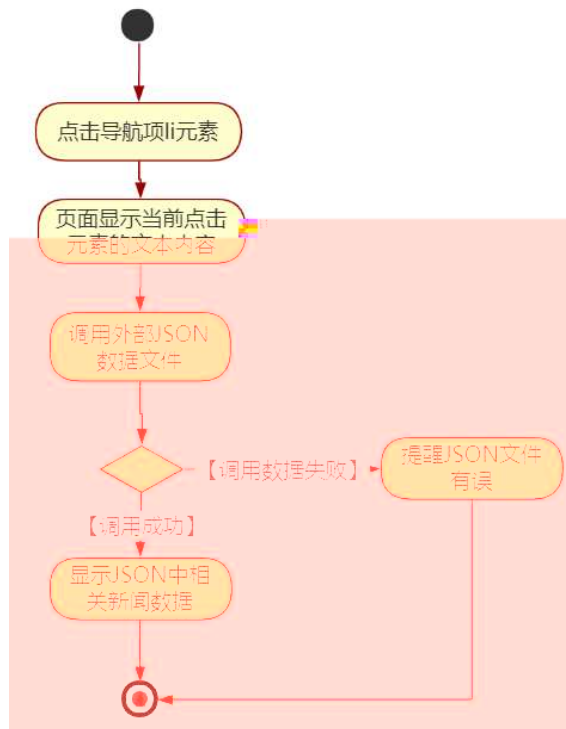 点击导航项li元素
页面显示当前点击
元素的文本内容
调用外部JSON
数据文件
【调用数据失败】
提醒JSON文件
有误
【调用成功】
显示JSON中相
关新闻数据